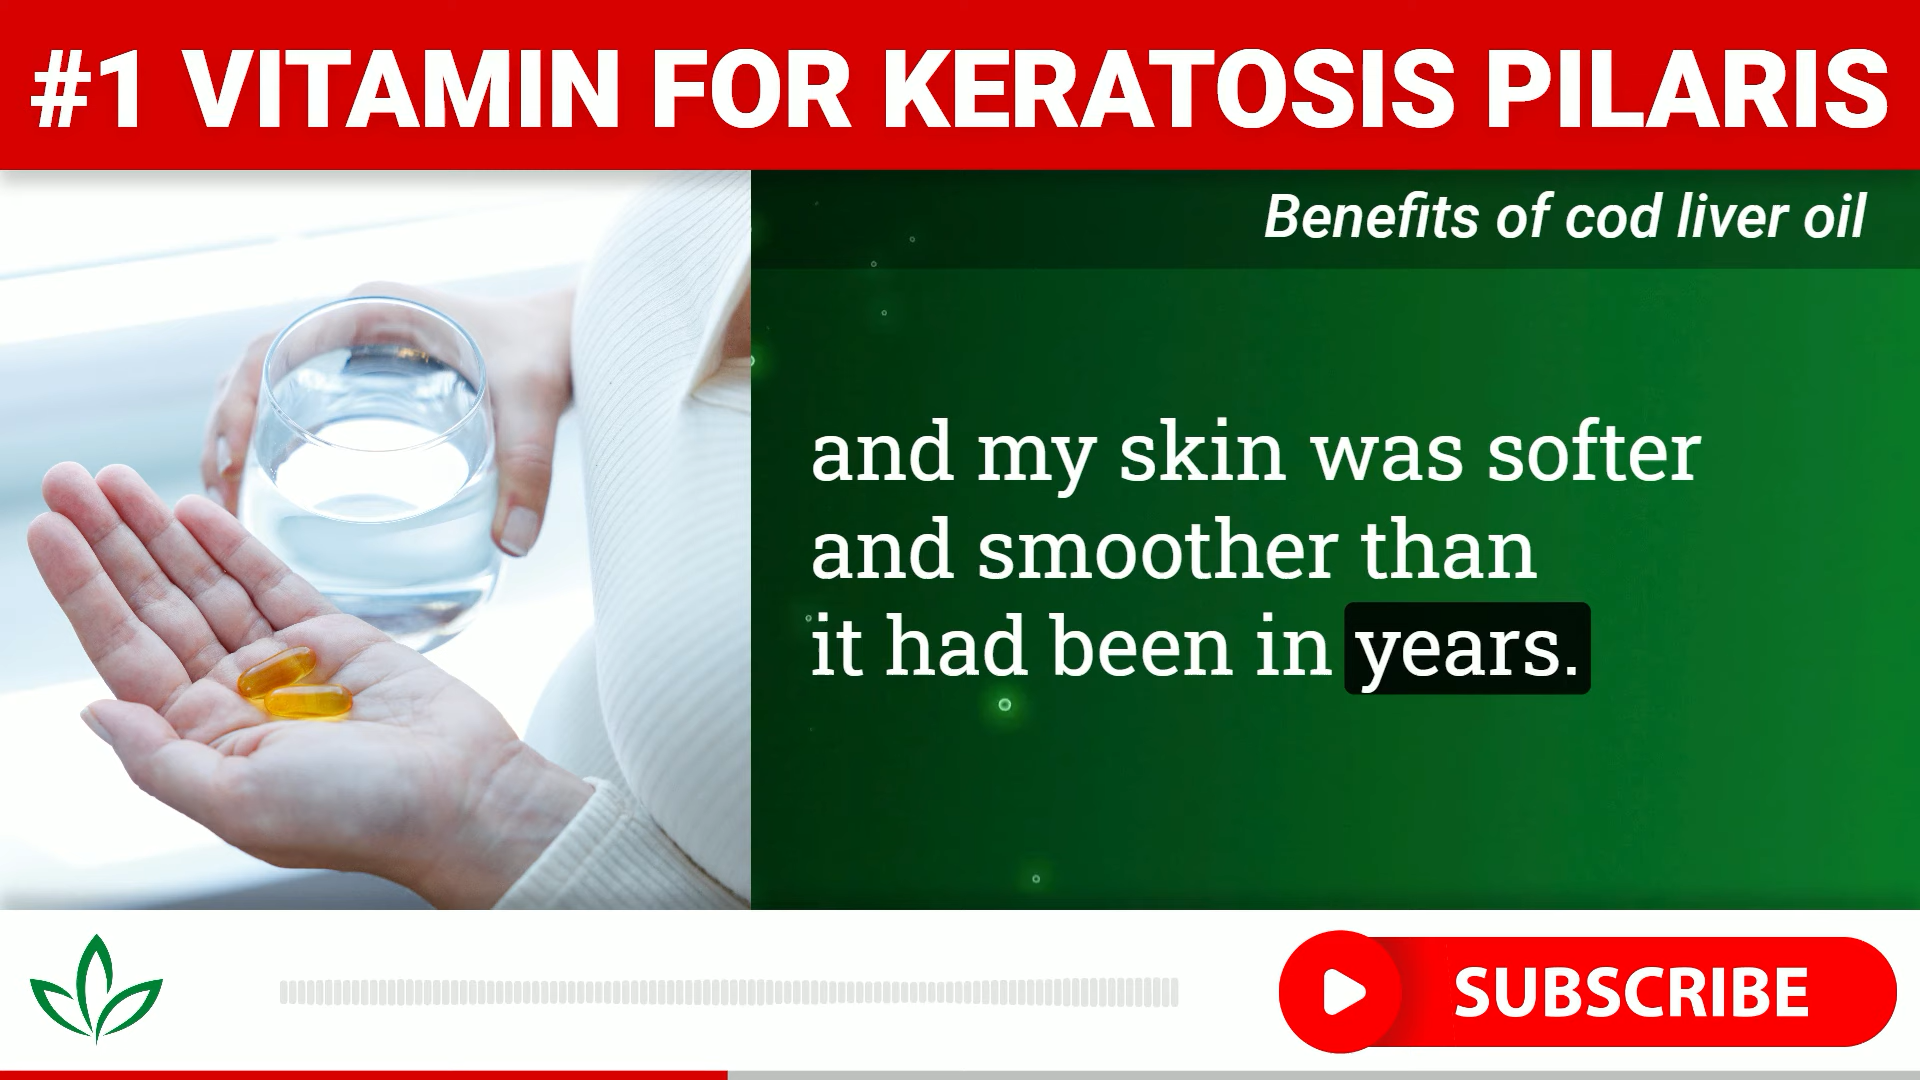 #1 VITAMIN FOR KERATOSIS PILARIS
Benefits of cod liver oil
and my skin was softer
and smoother than
it had been in years.
SUBSCRIBE